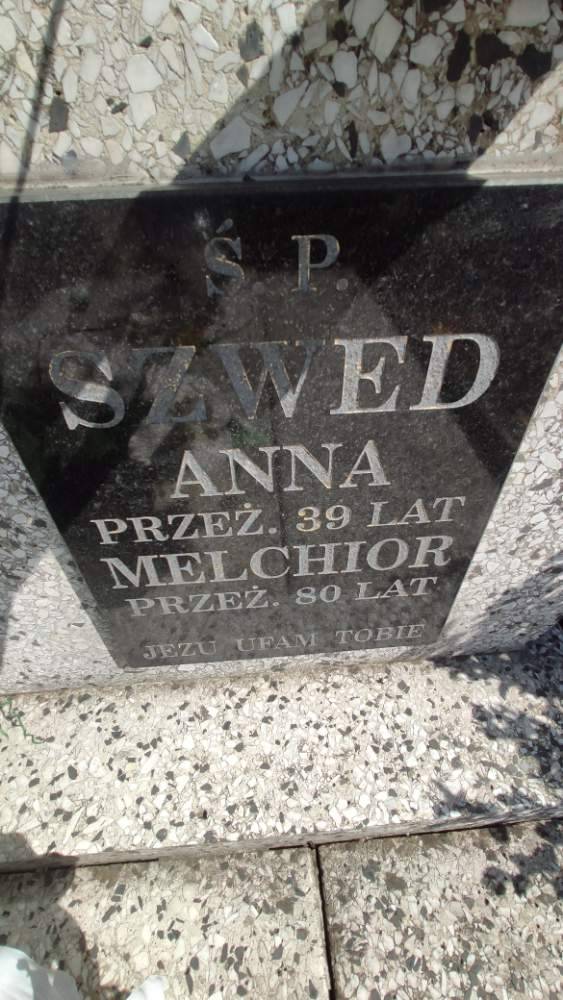 Ś. P.
SZWED
ANNA
PRZEŻ. 39 LAT
MELCHIOR
PRZEŻ. 80 LAT
JEZU UFAM TOBIE